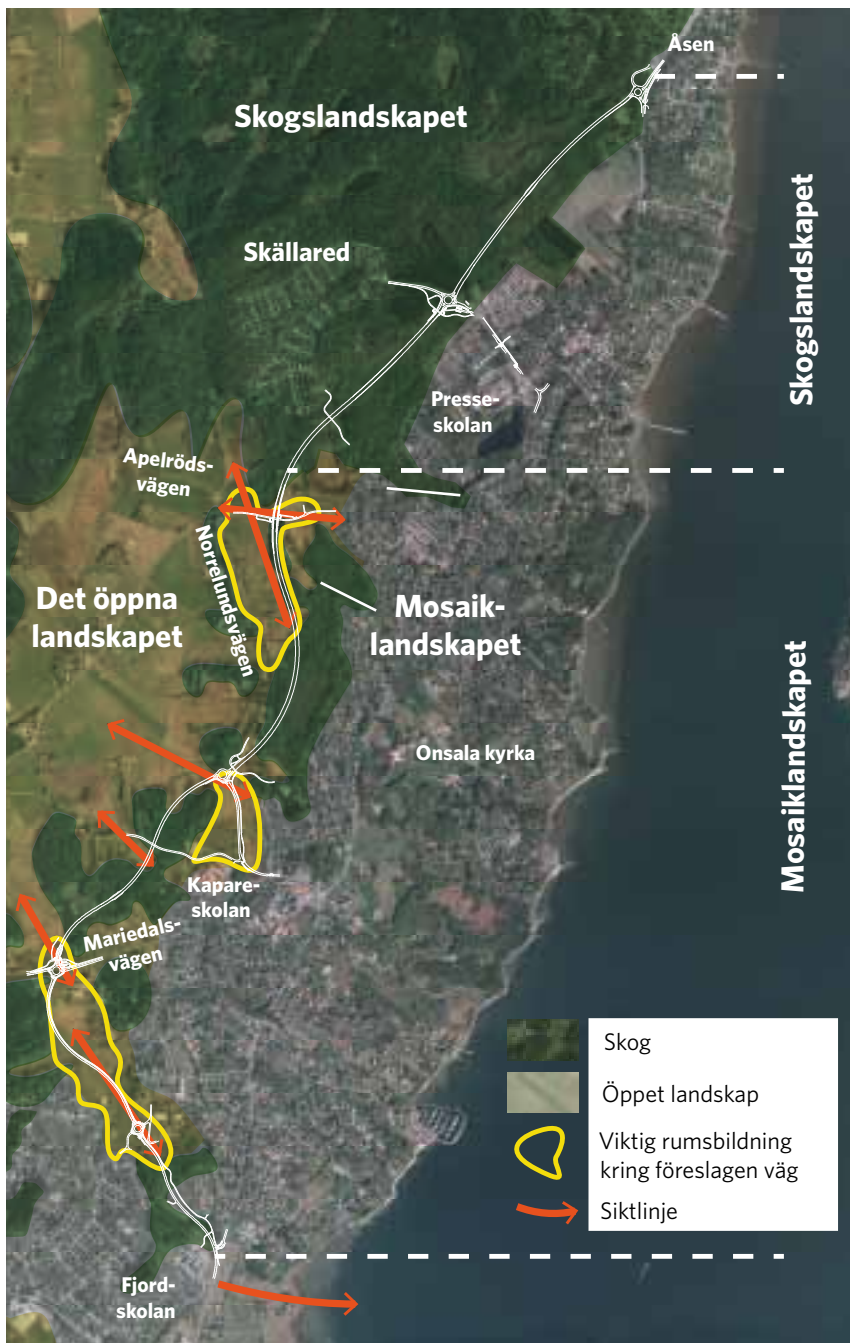 Åsen
Skogslandskapet
Skogslandskapet
Skällared
Presse-
skolan
Apelröds-
vägen
Norrelundsvägen
Det öppna
landskapet
Mosaik-
landskapet
Mosaiklandskapet
Onsala kyrka
Kapare-
skolan
Mariedals-
vägen
Skog
Öppet landskap
Viktig rumsbildning
kring föreslagen väg
Siktlinje
Fjord-
skolan